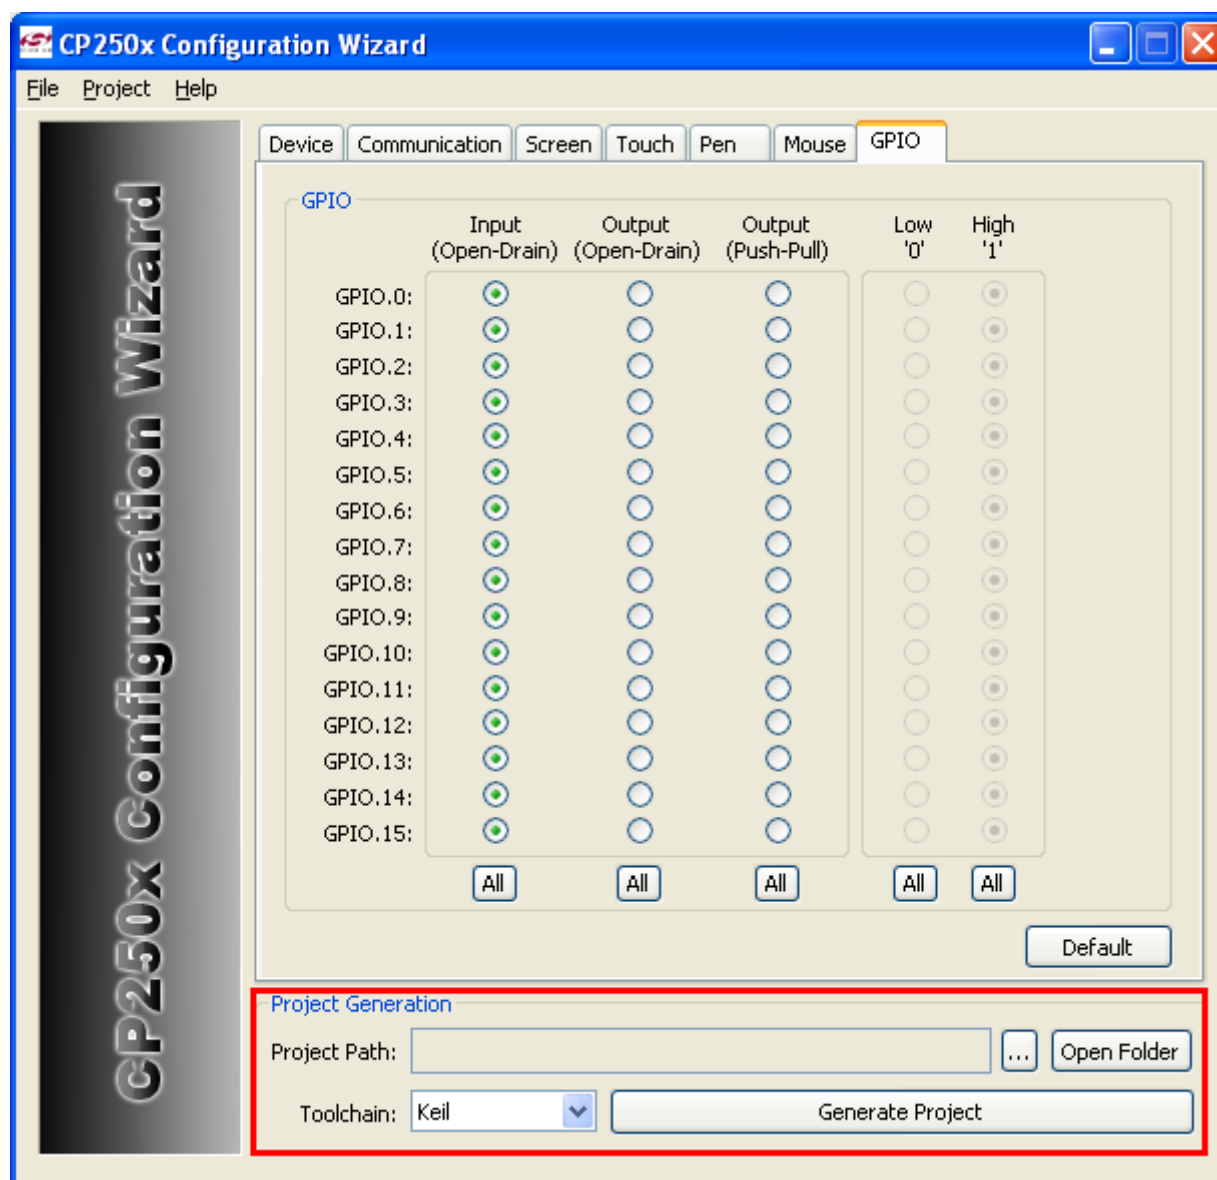 CP250x Configuration Wizard
File Project Help
CP250x Configuration Wizard
Device Communication Screen Touch Pen Mouse GPIO
GPIO
Input Output Output Low High
(Open-Drain) (Open-Drain) (Push-Pull) '0' '1'
GPIO.0:
GPIO.1:
GPIO.2:
GPIO.3:
GPIO.4:
GPIO.5:
GPIO.6:
GPIO.7:
GPIO.8:
GPIO.9:
GPIO.10:
GPIO.11:
GPIO.12:
GPIO.13:
GPIO.14:
GPIO.15:
All All All All All
Default
Project Generation
Project Path: ... Open Folder
Toolchain: Keil Generate Project